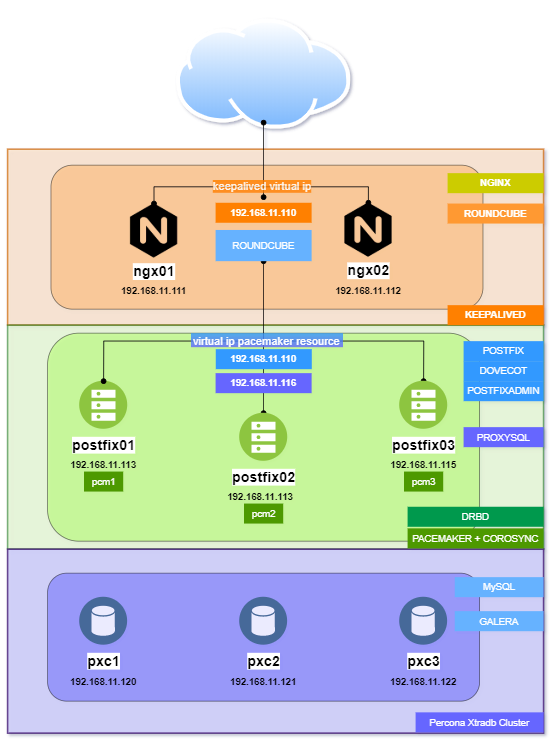 NGINX
keepalived virtual ip
192.168.11.110
ROUNDCUBE
ROUNDCUBE
N
N
ngx01
ngx02
192.168.11.111
192.168.11.112
KEEPALIVED
virtual ip pacemaker resource
POSTFIX
192.168.11.110
DOVECOT
192.168.11.116
POSTFIXADMIN
postfix01
postfix03
PROXYSQL
192.168.11.113
192.168.11.115
postfix02
pcm1
pcm3
192.168.11.113
pcm2
DRBD
PACEMAKER + COROSYNC
MySQL
GALERA
pxc1
pxc2
pxc3
192.168.11.120
192.168.11.121
192.168.11.122
Percona Xtradb Cluster